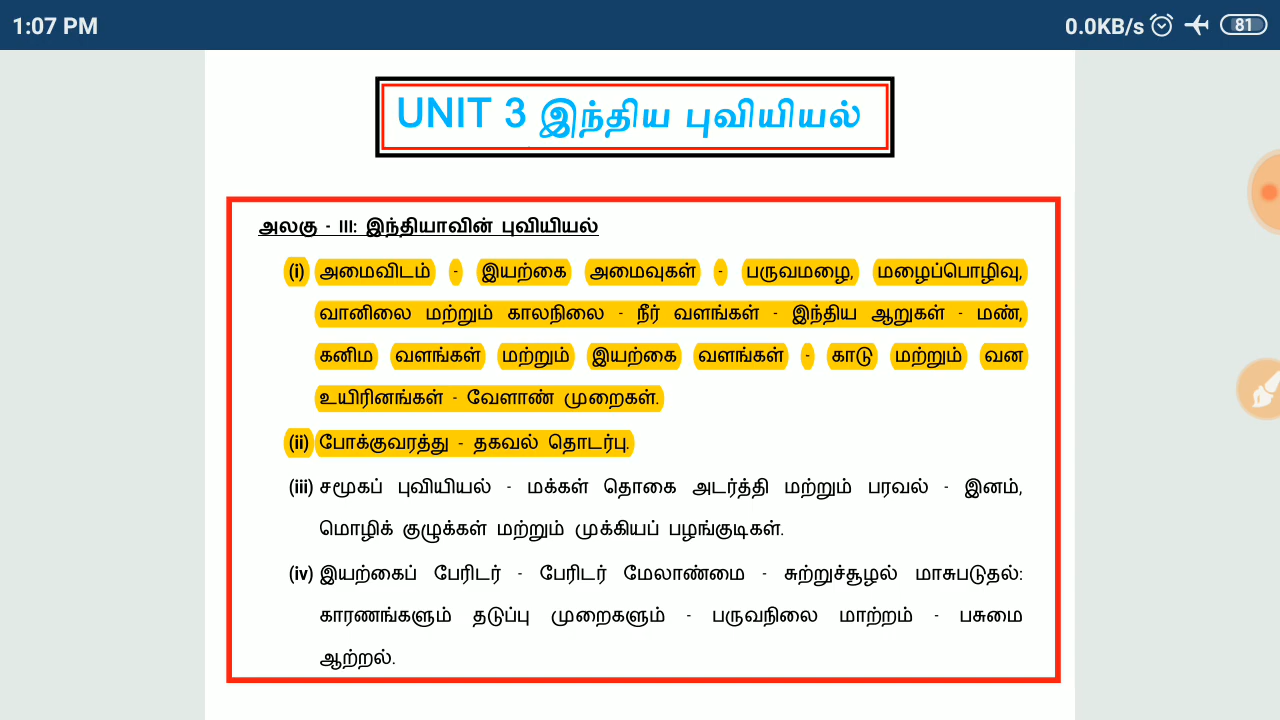 1:07 PM
0.0KB/s 81
UNIT 3 இந்திய புவியியல்
அலகு - III: இந்தியாவின் புவியியல்
(i) அமைவிடம் - இயற்கை அமைவுகள் - பருவமழை, மழைப்பொழிவு,
வானிலை மற்றும் காலநிலை - நீர் வளங்கள் - இந்திய ஆறுகள் - மண்,
கனிம வளங்கள் மற்றும் இயற்கை வளங்கள் - காடு மற்றும் வன
உயிரினங்கள் - வேளாண் முறைகள்.
(ii) போக்குவரத்து - தகவல் தொடர்பு.
(iii) சமூகப் புவியியல் - மக்கள் தொகை அடர்த்தி மற்றும் பரவல் - இனம்,
மொழிக் குழுக்கள் மற்றும் முக்கியப் பழங்குடிகள்.
(iv) இயற்கைப் பேரிடர் - பேரிடர் மேலாண்மை - சுற்றுச்சூழல் மாசுபடுதல்:
காரணங்களும் தடுப்பு முறைகளும் - பருவநிலை மாற்றம் - பசுமை
ஆற்றல்.